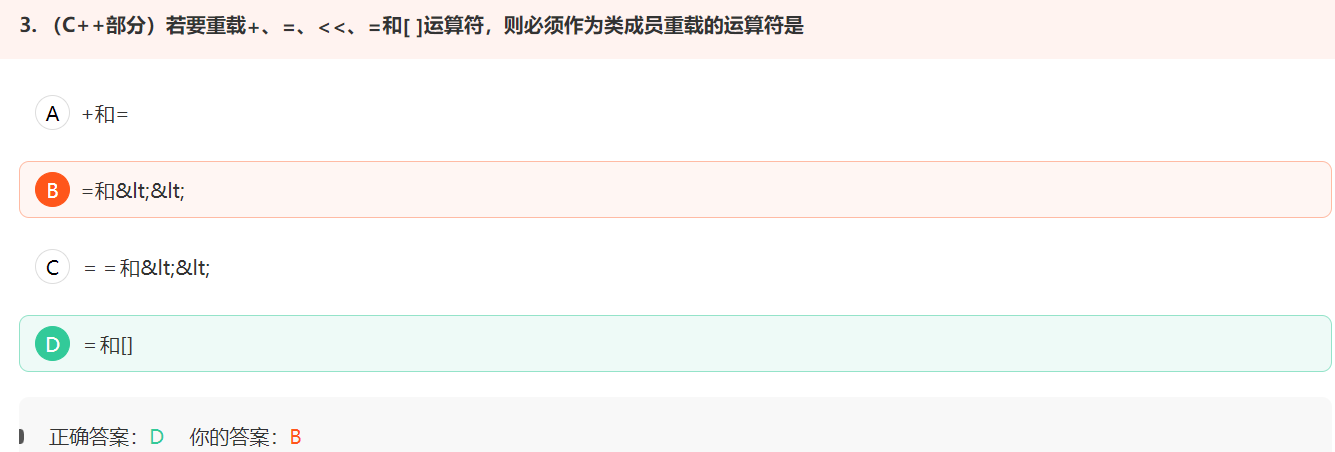 3. （C++部分）若要重载+、=、<<、=和[ ]运算符，则必须作为类成员重载的运算符是
A +和=
B =和&lt;&lt;
C = =和&lt;&lt;
D =和[]
正确答案：D 你的答案：B